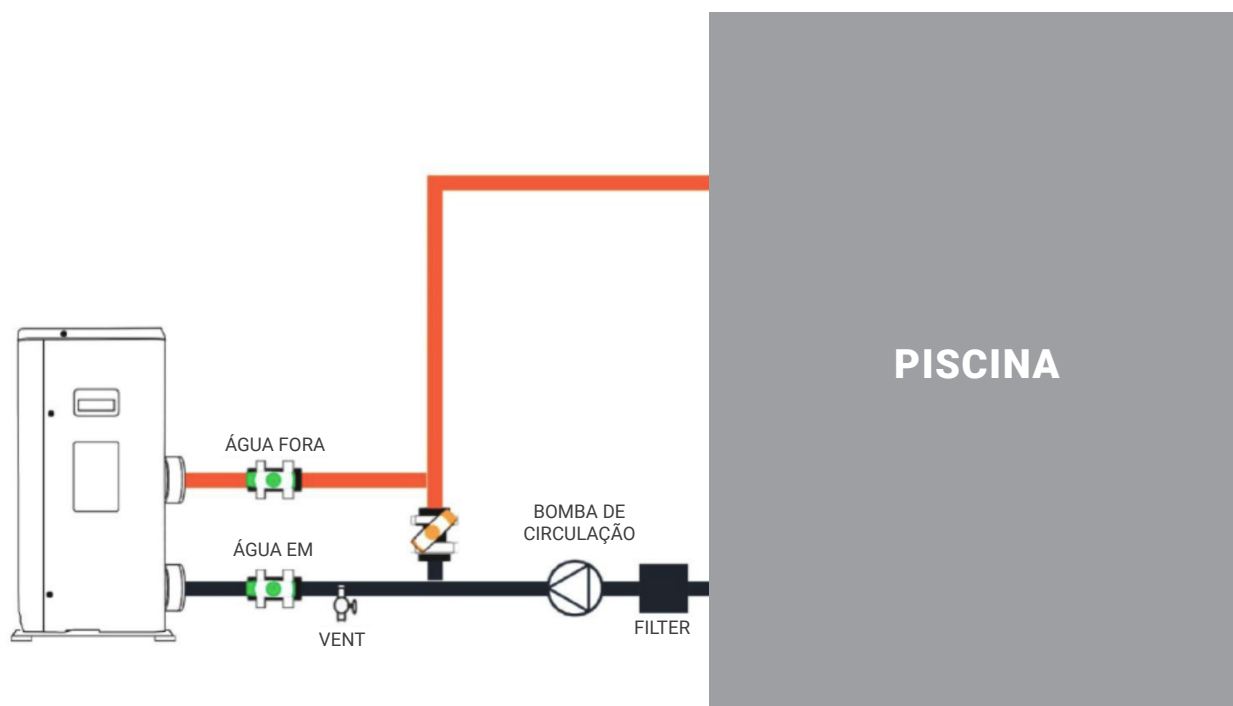 PISCINA
ÁGUA FORA
BOMBA DE
CIRCULAÇÃO
ÁGUA EM
VENT
FILTER